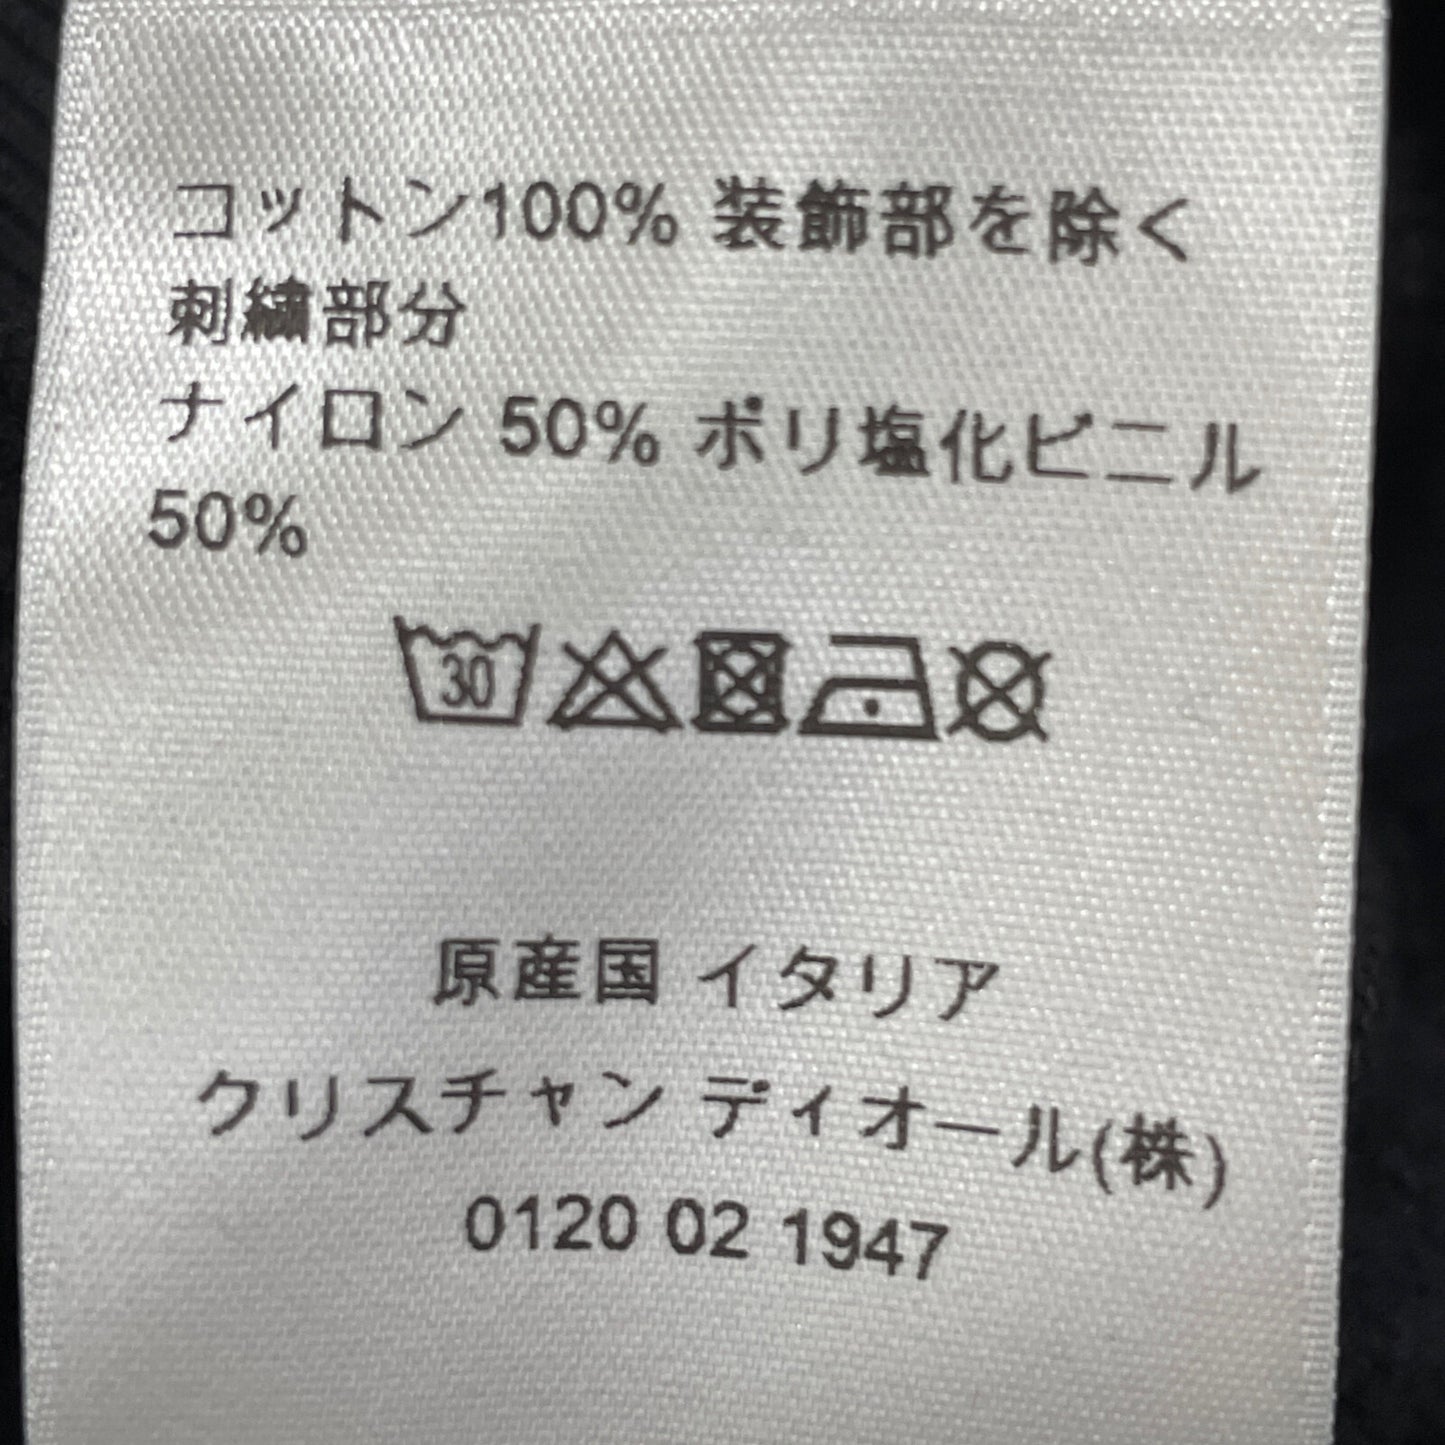 コットン100% 装飾部を除く
刺繍部分
ナイロン 50% ポリ塩化ビニル
50%
30
原産国 イタリア
クリスチャン ディオール(株)
0120 02 1947